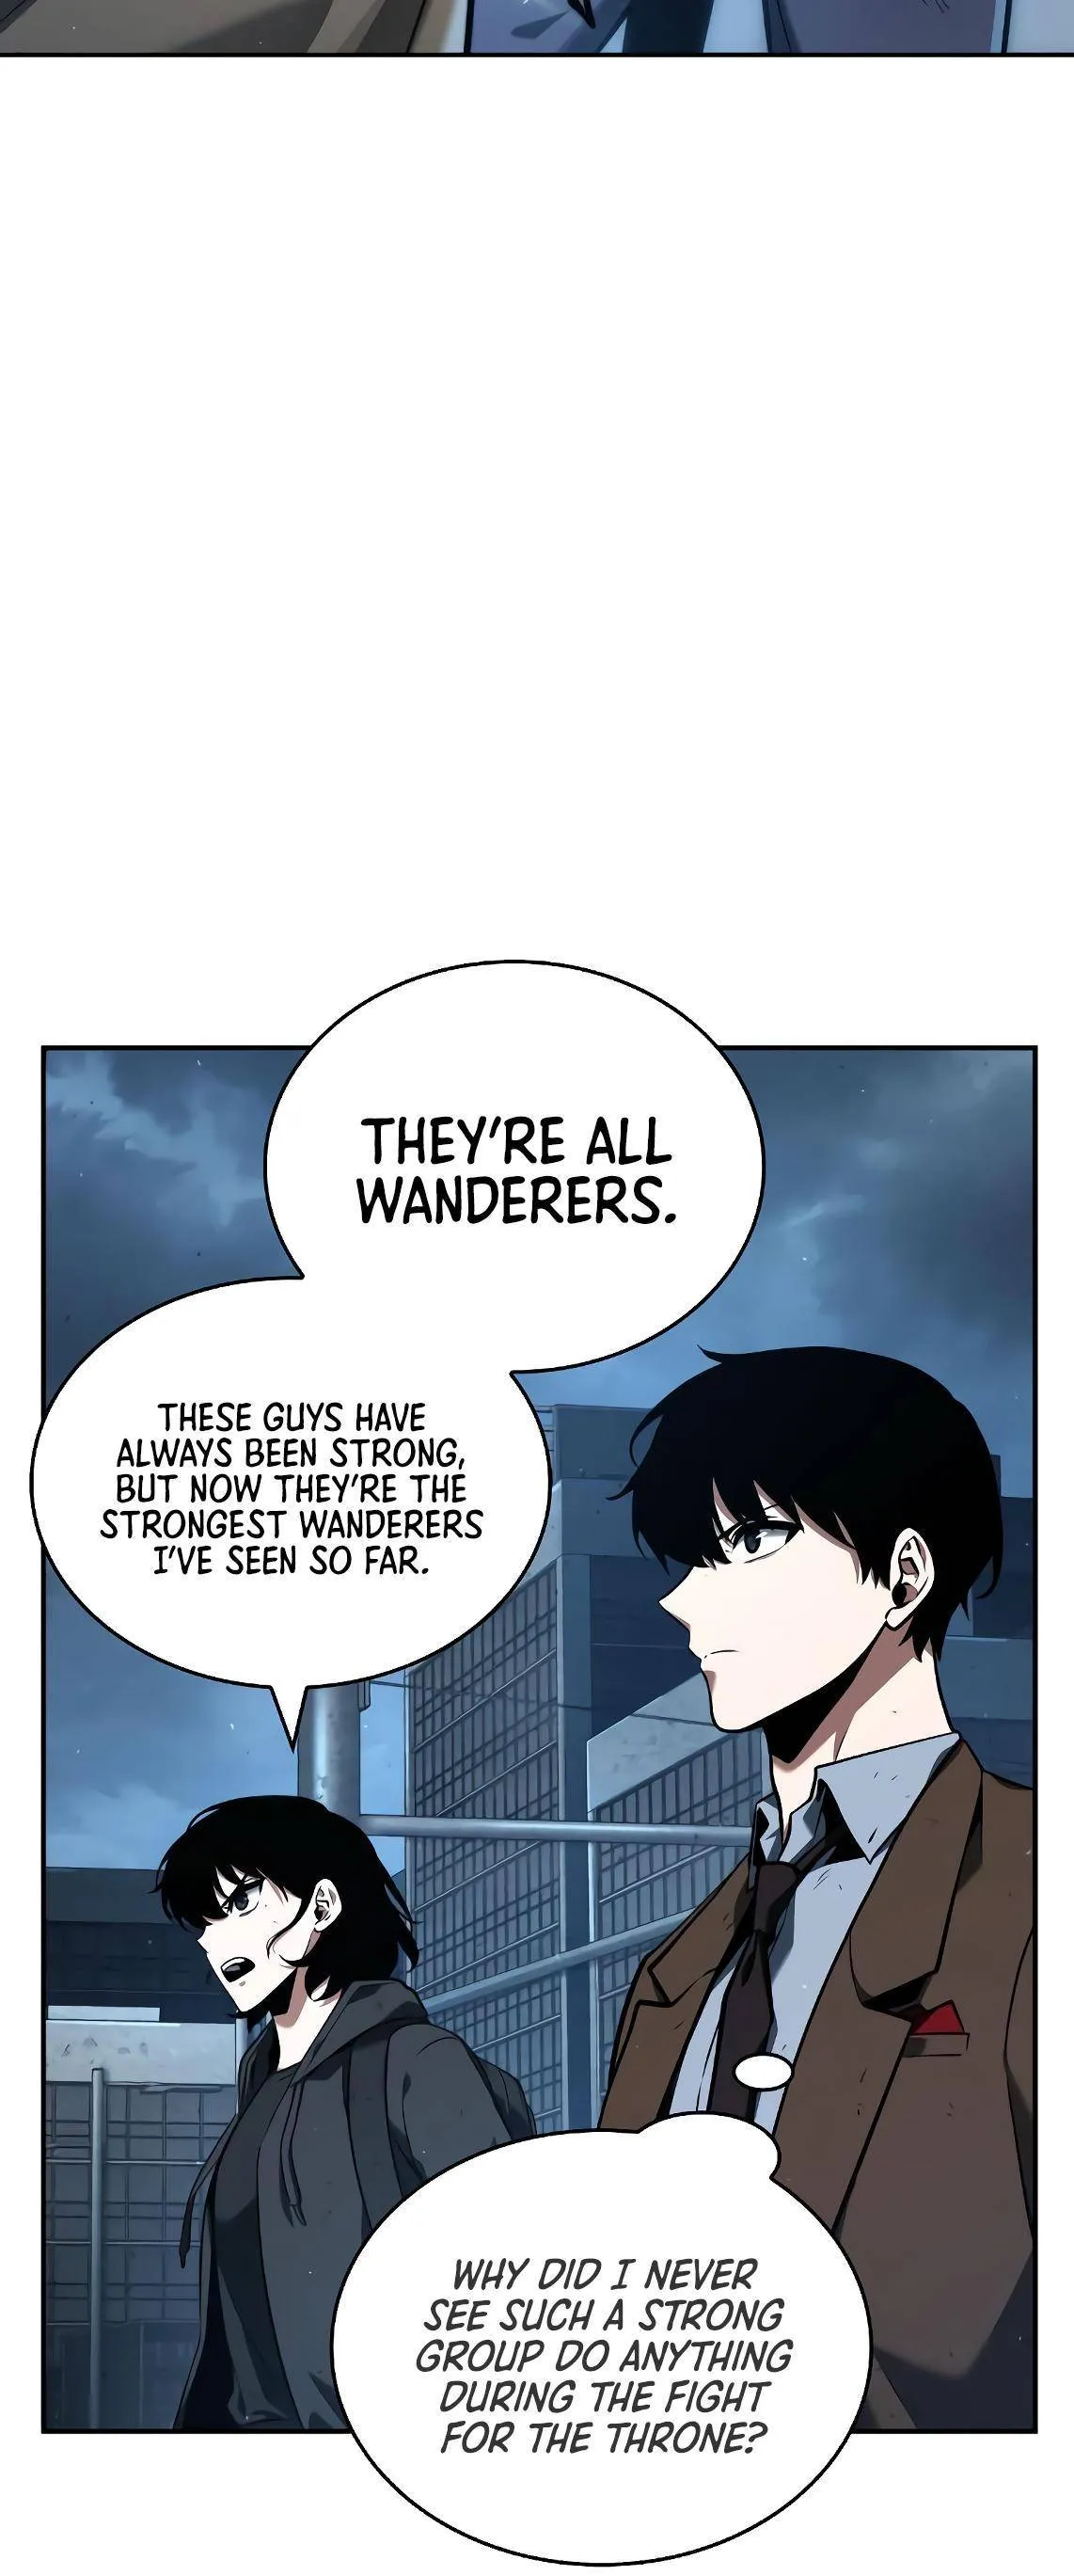 THEY'RE ALL
WANDERERS.
THESE GUYS HAVE
ALWAYS BEEN STRONG,
BUT NOW THEY'RE THE
STRONGEST WANDERERS
I'VE SEEN SO FAR.
WHY DID I NEVER
SEE SUCH A STRONG
GROUP DO ANYTHING
DURING THE FIGHT
FOR THE THRONE?